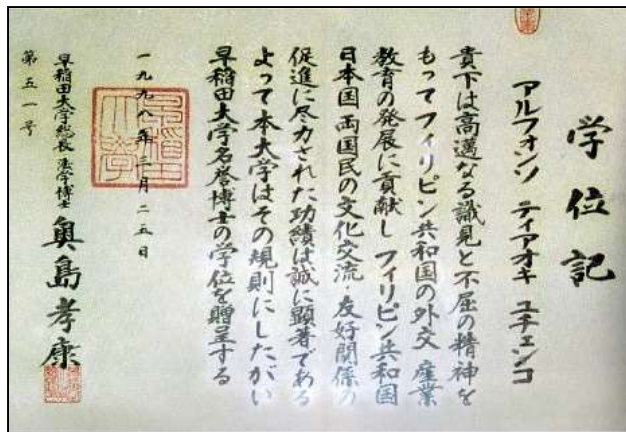 学位記
アルフォンソ ティアオキ ユチェンコ
貴下は高邁なる識見と不屈の精神を
もってフィリピン共和国の外交 産業
教育の発展に貢献し フィリピン共和国
日本国 両国民の文化交流・友好関係の
促進に尽力された功績は誠に顕著である
よって本大学はその規則にしたがい
早稲田大学名誉博士の学位を贈呈する
一九九八年三月二五日
早稲田大学総長 法学博士 奥島孝康
第五一号
早稲田大学